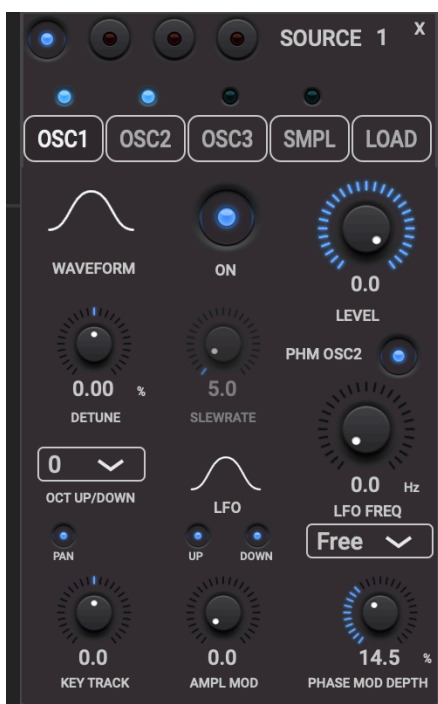 SOURCE 1 X
OSC1 OSC2 OSC3 SMPL LOAD
WAVEFORM
ON
0.0
LEVEL
0.00 %
DETUNE
5.0
SLEWRATE
PHM OSC2
0.0 Hz
LFO FREQ
0
OCT UP/DOWN
LFO
Free
PAN
UP DOWN
0.0
KEY TRACK
0.0
AMPL MOD
14.5 %
PHASE MOD DEPTH